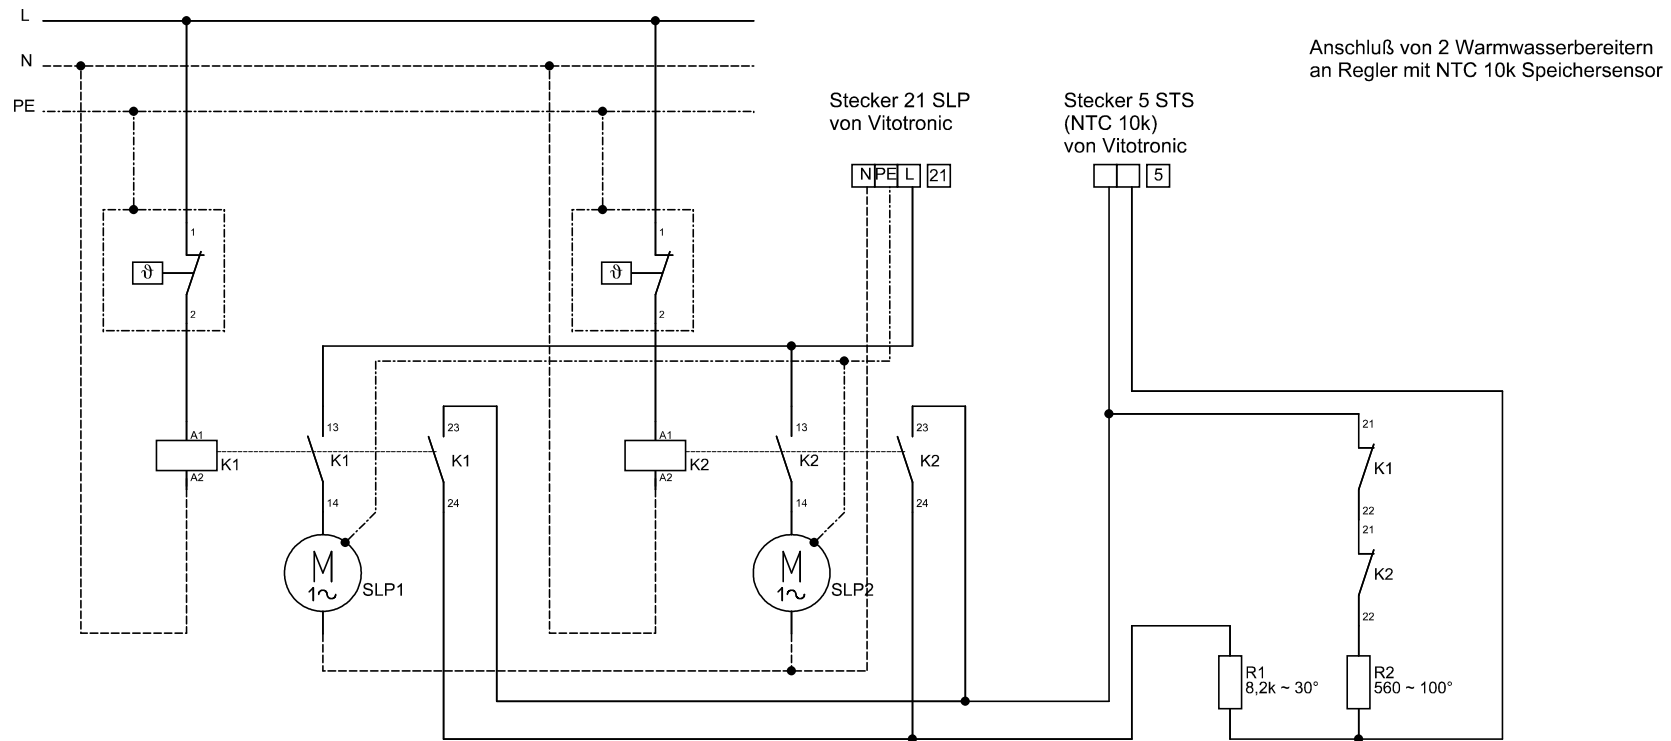 L
N
PE
Anschluß von 2 Warmwasserbereitern
an Regler mit NTC 10k Speichersensor
Stecker 21 SLP
von Vitotronic
Stecker 5 STS
(NTC 10k)
von Vitotronic
N PE L 21
5
1
ϑ
2
1
ϑ
2
A1
K1
A2
13
K1
14
23
K1
24
A1
K2
A2
13
K2
14
23
K2
24
21
K1
22
21
K2
22
M
1~
SLP1
M
1~
SLP2
R1
8,2k ~ 30°
R2
560 ~ 100°